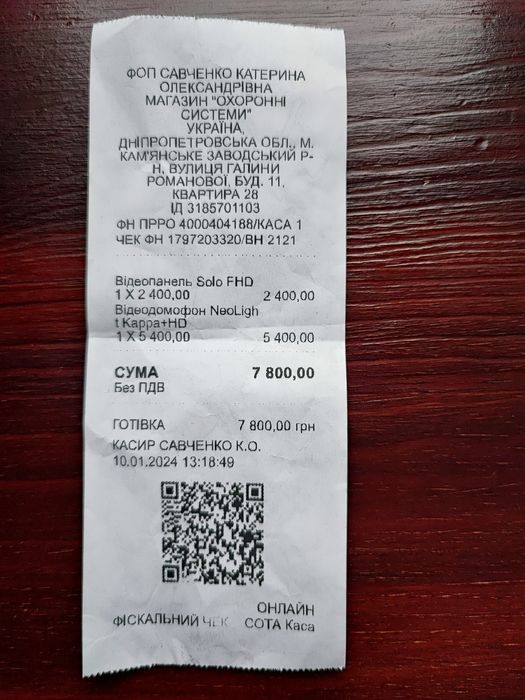 ФОП САВЧЕНКО КАТЕРИНА
ОЛЕКСАНДРІВНА
МАГАЗИН "ОХОРОННІ
СИСТЕМИ"
УКРАЇНА,
ДНІПРОПЕТРОВСЬКА ОБЛ., М.
КАМ'ЯНСЬКЕ ЗАВОДСЬКИЙ Р-
Н, ВУЛИЦЯ ГАЛИНИ
РОМАНОВОЇ, БУД. 11,
КВАРТИРА 28
ІД 3185701103
ФН ПРРО 4000404188/КАСА 1
ЧЕК ФН 1797203320/ВН 2121
Відеопанель Solo FHD
1 X 2 400,00 2 400,00
Відеодомофон NeoLigh
t Kappa+HD
1 X 5 400,00 5 400,00
СУМА 7 800,00
Без ПДВ
ГОТІВКА 7 800,00 грн
КАСИР САВЧЕНКО К.О.
10.01.2024 13:18:49
ОНЛАЙН
ФІСКАЛЬНИЙ ЧЕК СОТА Каса